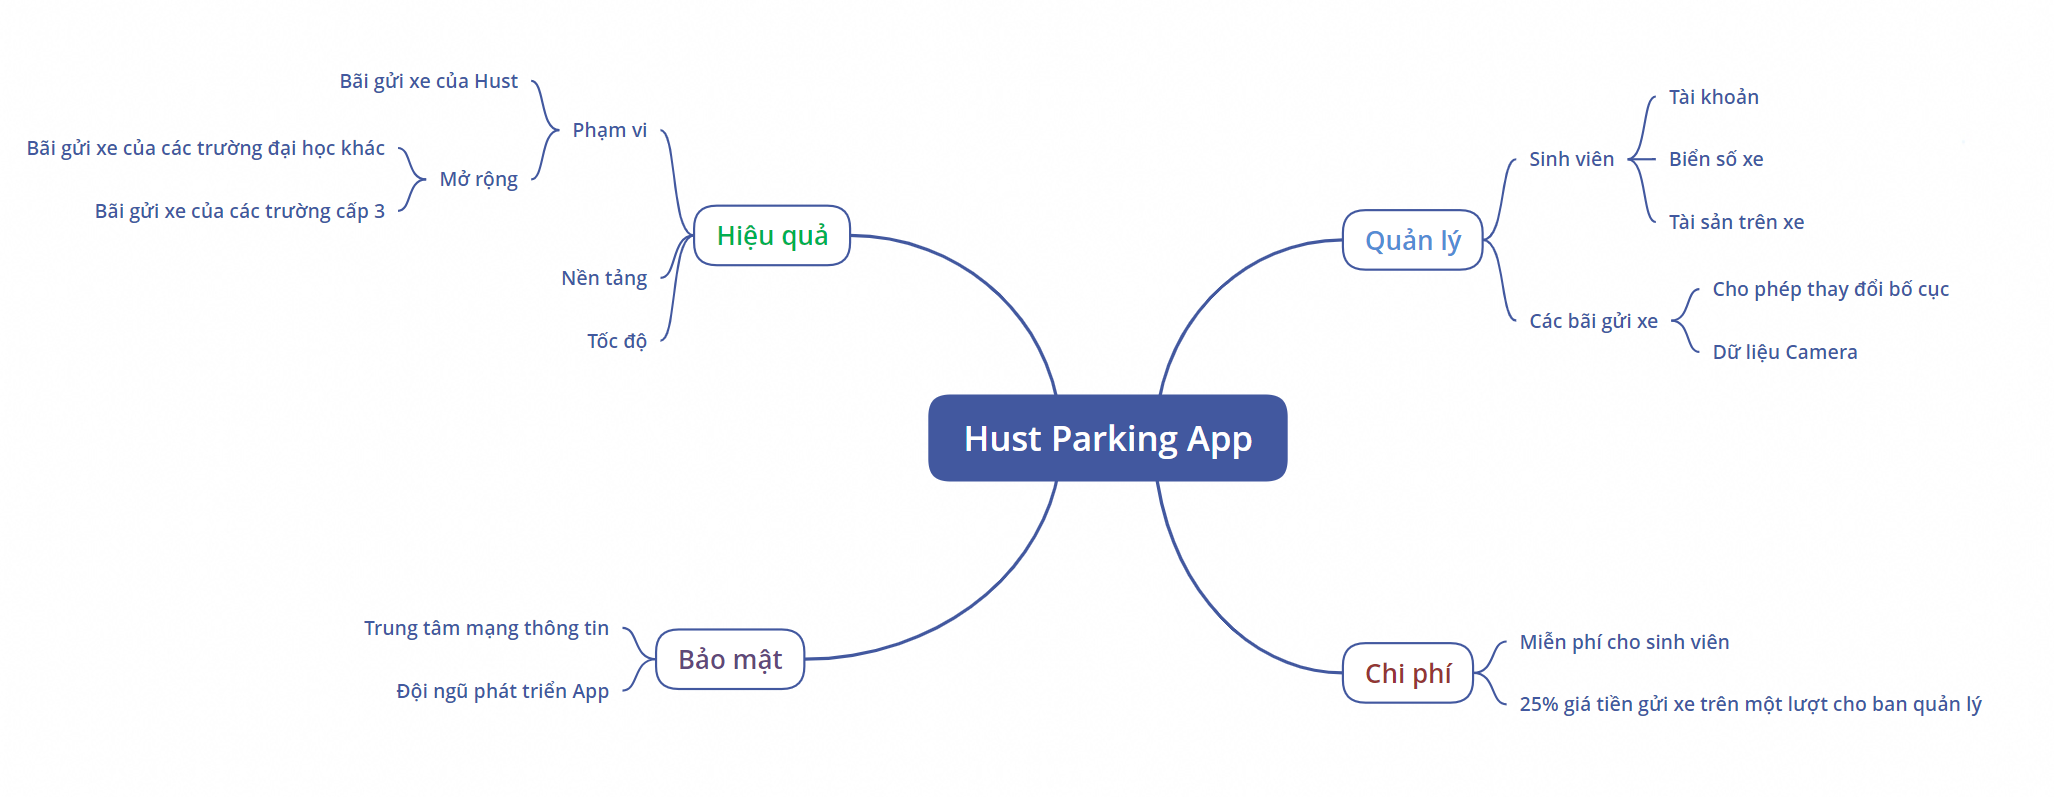 Hust Parking App
Hiệu quả
Phạm vi
Bãi gửi xe của Hust
Mở rộng
Bãi gửi xe của các trường đại học khác
Bãi gửi xe của các trường cấp 3
Nền tảng
Tốc độ
Quản lý
Sinh viên
Tài khoản
Biển số xe
Tài sản trên xe
Các bãi gửi xe
Cho phép thay đổi bố cục
Dữ liệu Camera
Bảo mật
Trung tâm mạng thông tin
Đội ngũ phát triển App
Chi phí
Miễn phí cho sinh viên
25% giá tiền gửi xe trên một lượt cho ban quản lý